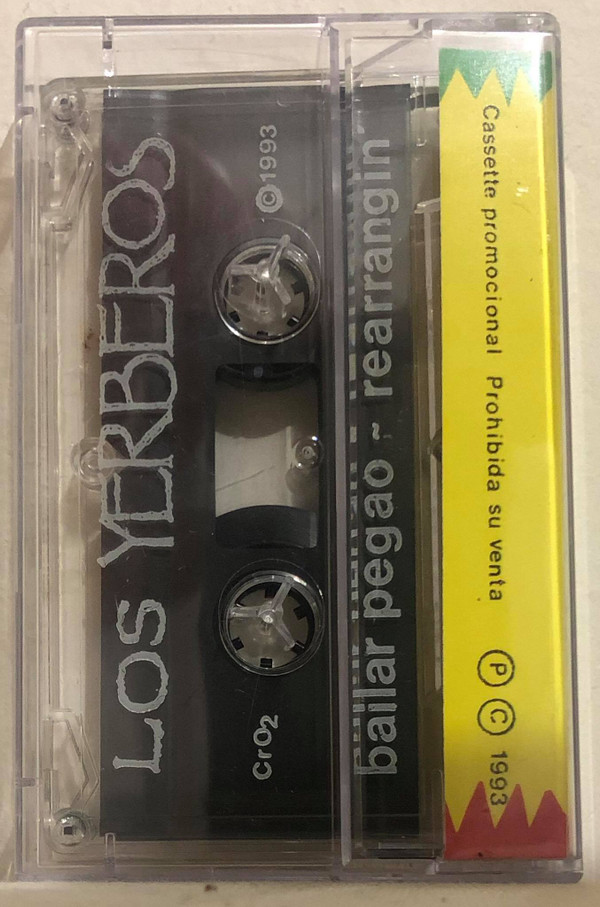 LOS YERBEROS
©1993
CrO2
bailar pegao ~ rearrangin
Cassette promocional Prohibida su venta Ⓟ Ⓒ 1993